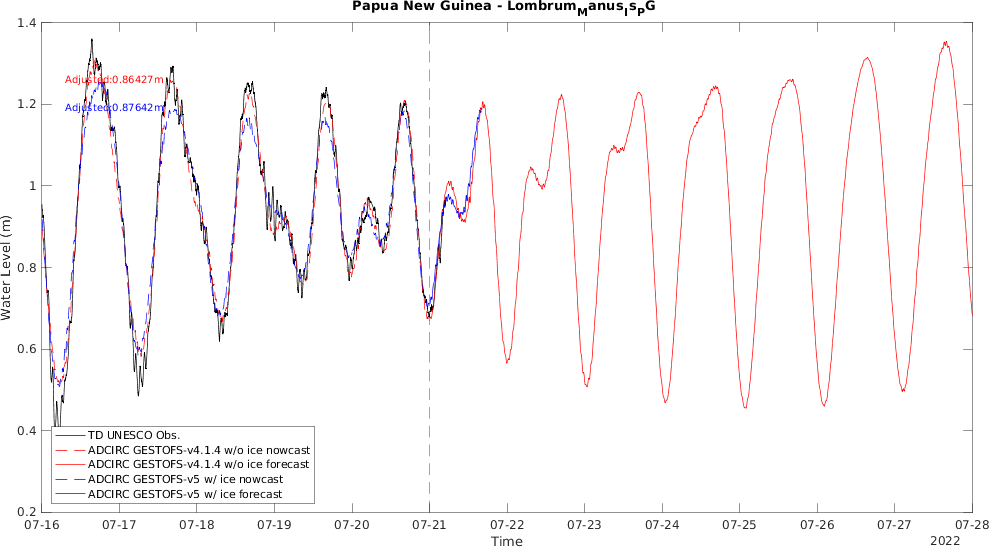 Papua New Guinea - LombrumManusIsPG
1.4
1.2
1
0.8
0.6
0.4
0.2
Water Level (m)
Adjusted:0.86427m
Adjusted:0.87642m
TD UNESCO Obs.
ADCIRC GESTOFS-v4.1.4 w/o ice nowcast
ADCIRC GESTOFS-v4.1.4 w/o ice forecast
ADCIRC GESTOFS-v5 w/ ice nowcast
ADCIRC GESTOFS-v5 w/ ice forecast
07-16 07-17 07-18 07-19 07-20 07-21 07-22 07-23 07-24 07-25 07-26 07-27 07-28
Time
2022